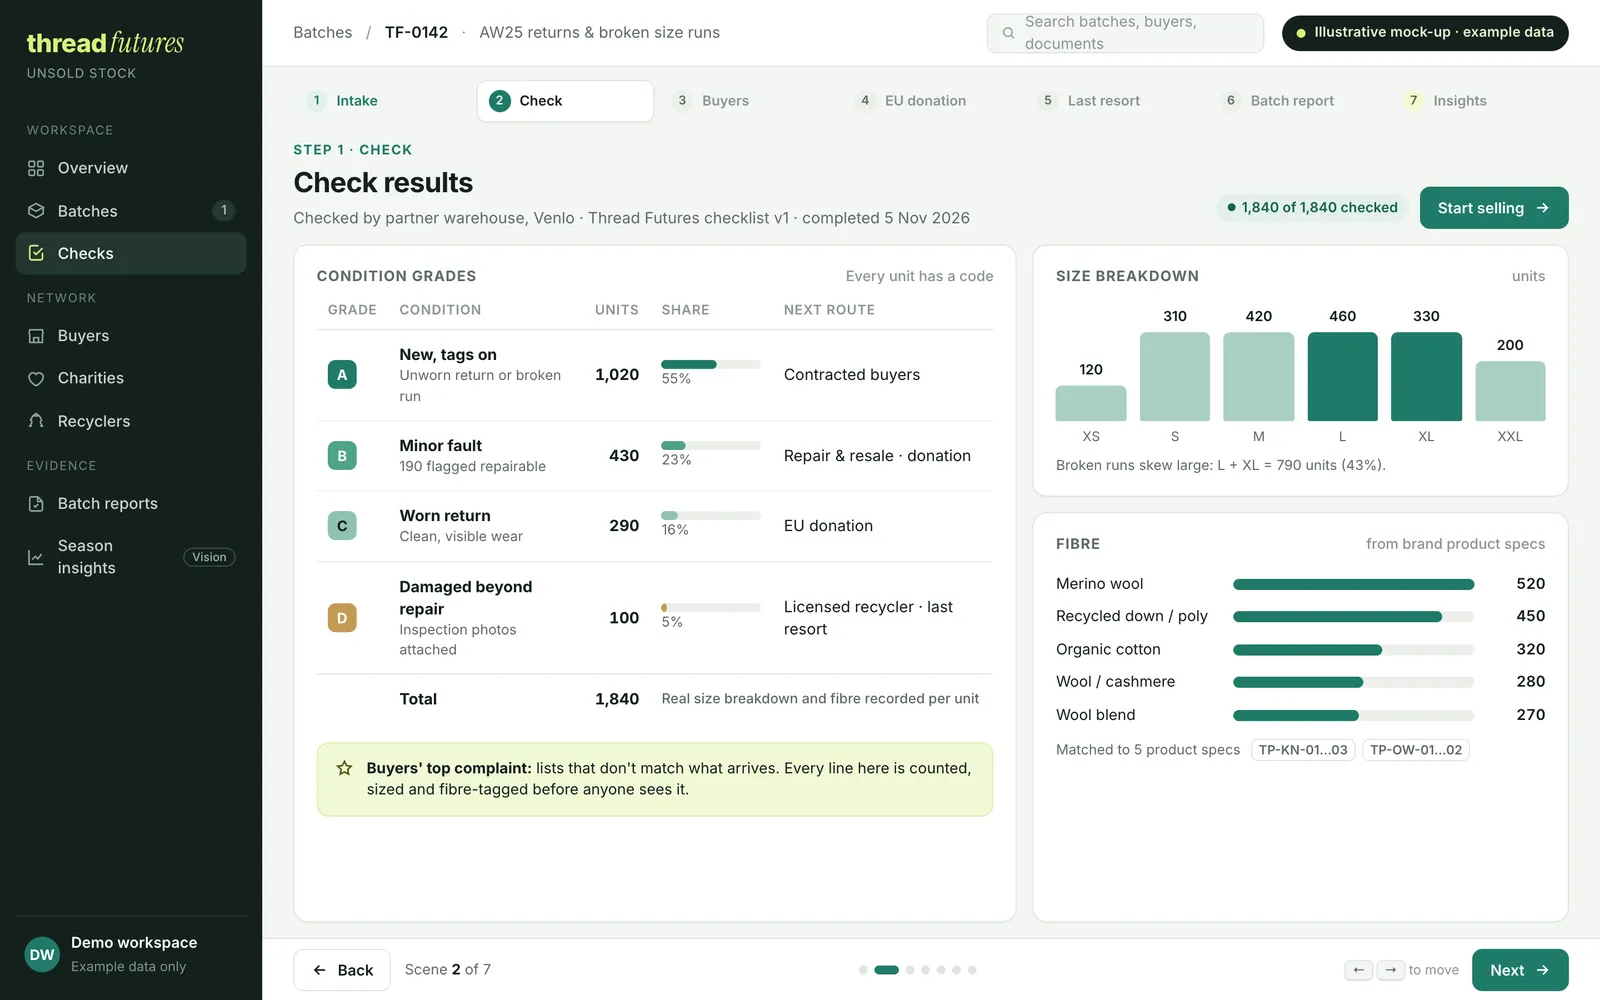 thread futures
UNSOLD STOCK
WORKSPACE
Overview
Batches 1
Checks
NETWORK
Buyers
Charities
Recyclers
EVIDENCE
Batch reports
Season insights Vision
DW Demo workspace
Example data only
Batches / TF-0142 · AW25 returns & broken size runs
Search batches, buyers, documents
Illustrative mock-up · example data
1 Intake
2 Check
3 Buyers
4 EU donation
5 Last resort
6 Batch report
7 Insights
STEP 1 · CHECK
Check results
Checked by partner warehouse, Venlo · Thread Futures checklist v1 · completed 5 Nov 2026
1,840 of 1,840 checked
Start selling →
CONDITION GRADES Every unit has a code
GRADE CONDITION UNITS SHARE NEXT ROUTE
A New, tags on 1,020 55% Contracted buyers
Unworn return or broken run
B Minor fault 430 23% Repair & resale · donation
190 flagged repairable
C Worn return 290 16% EU donation
Clean, visible wear
D Damaged beyond repair 100 5% Licensed recycler · last resort
Inspection photos attached
Total 1,840 Real size breakdown and fibre recorded per unit
Buyers' top complaint: lists that don't match what arrives. Every line here is counted,
sized and fibre-tagged before anyone sees it.
SIZE BREAKDOWN units
120 310 420 460 330 200
XS S M L XL XXL
Broken runs skew large: L + XL = 790 units (43%).
FIBRE from brand product specs
Merino wool 520
Recycled down / poly 450
Organic cotton 320
Wool / cashmere 280
Wool blend 270
Matched to 5 product specs TP-KN-01…03 TP-OW-01…02
← Back
Scene 2 of 7
← → to move
Next →